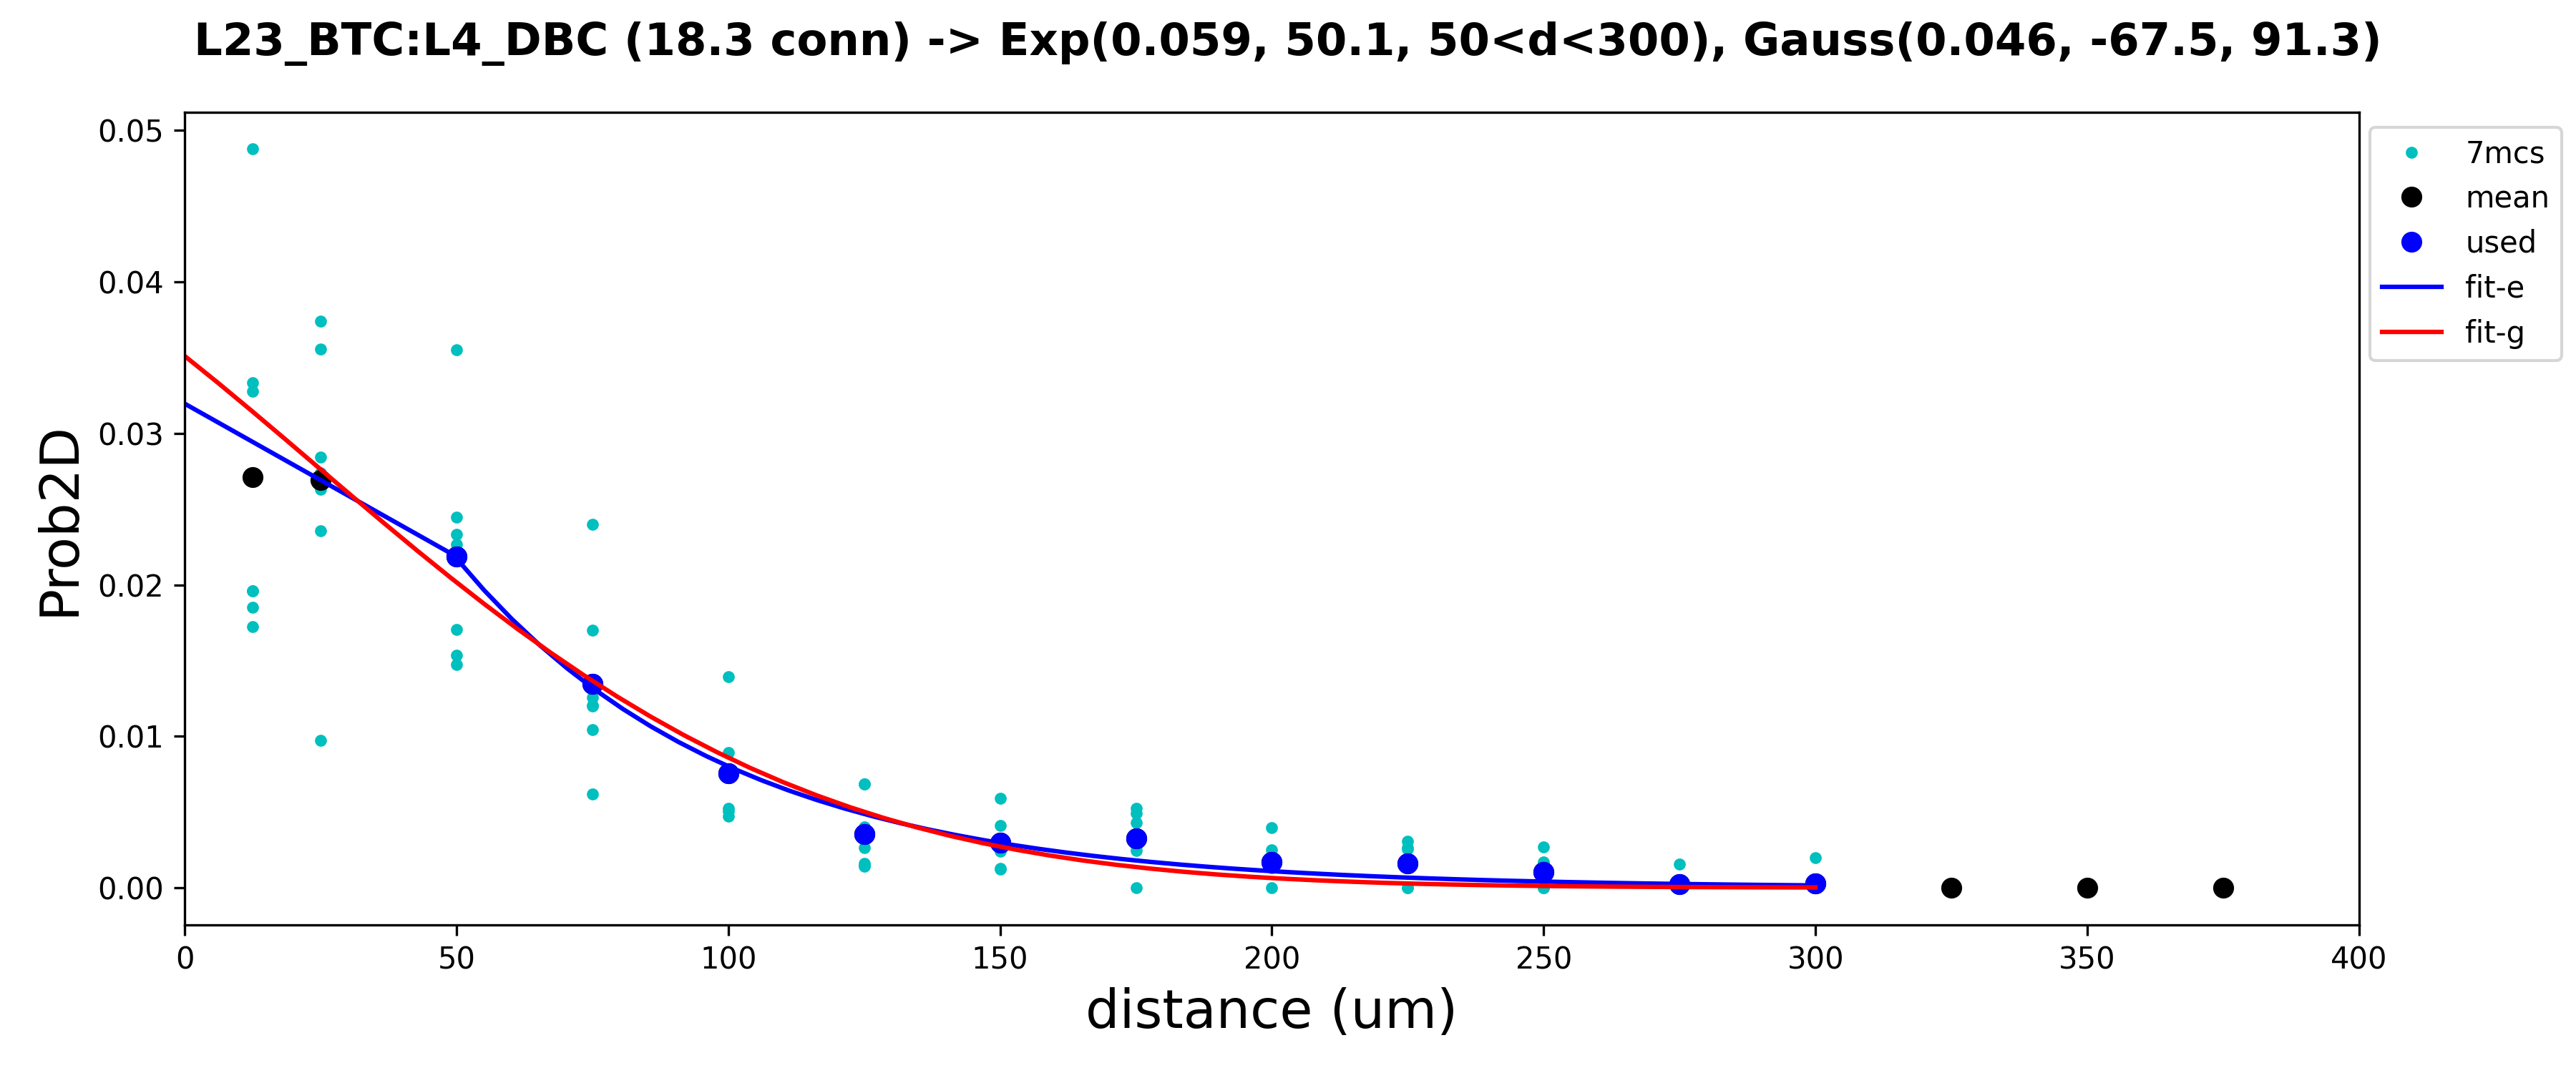 L23_BTC:L4_DBC (18.3 conn) -> Exp(0.059, 50.1, 50<d<300), Gauss(0.046, -67.5, 91.3)
0.05
0.04
0.03
0.02
0.01
0.00
Prob2D
0 50 100 150 200 250 300 350 400
distance (um)
7mcs
mean
used
fit-e
fit-g